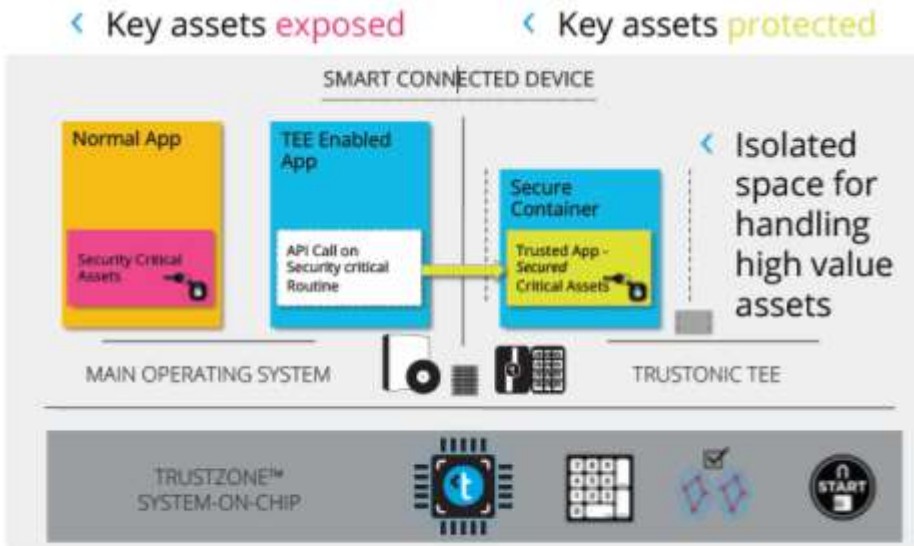 Key assets exposed
Key assets protected
SMART CONNECTED DEVICE
Normal App
Security Critical
Assets
TEE Enabled
App
API Call on
Security critical
Routine
Secure
Container
Trusted App -
Secured
Critical Assets
Isolated
space for
handling
high value
assets
MAIN OPERATING SYSTEM
TRUSTONIC TEE
TRUSTZONE™
SYSTEM-ON-CHIP
t
START